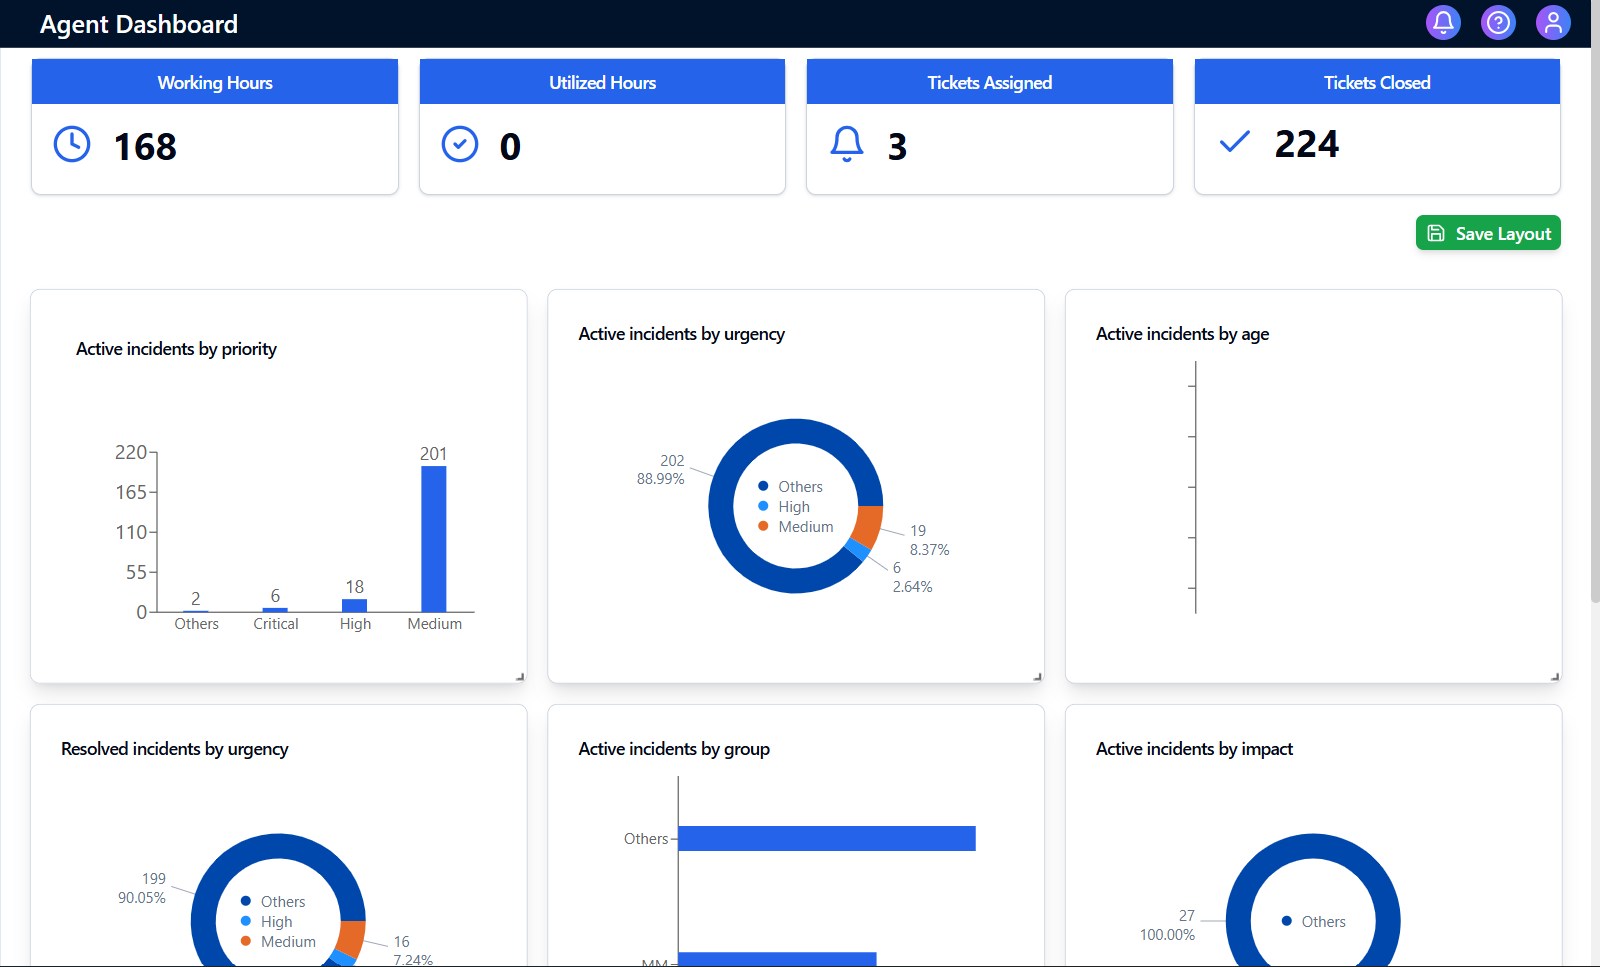 Agent Dashboard
Working Hours
168
Utilized Hours
0
Tickets Assigned
3
Tickets Closed
224
Save Layout
Active incidents by priority
220
165
110
55
0
2
6
18
201
Others
Critical
High
Medium
Active incidents by urgency
202
88.99%
Others
High
Medium
19
8.37%
6
2.64%
Active incidents by age
Resolved incidents by urgency
199
90.05%
Others
High
Medium
16
7.24%
Active incidents by group
Others
MM
Active incidents by impact
27
100.00%
Others